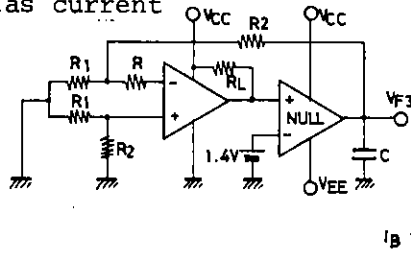 as current
VCC
R2
VCC
R1
R
R1
RL
NULL
VF3
R2
1.4V
C
VEE
IB